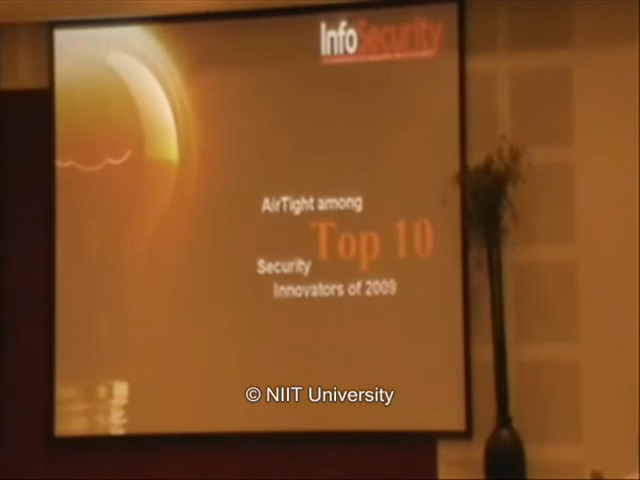 InfoSecurity
AirTight among
Top 10
Security
Innovators of 2009
© NIIT University